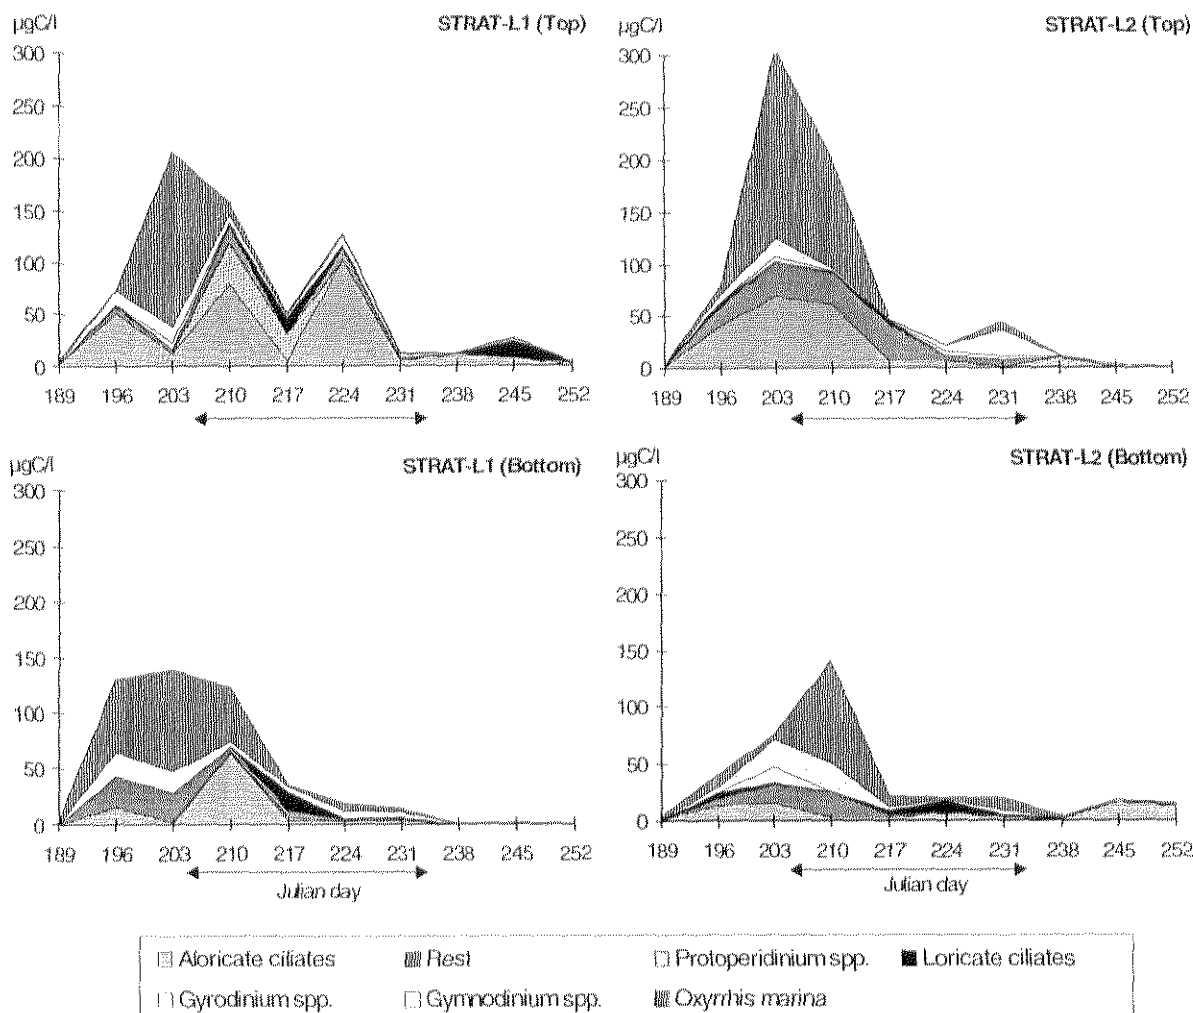 µgC/l STRAT-L1 (Top)
300
250
200
150
100
50
0
189 196 203 210 217 224 231 238 245 252
µgC/l STRAT-L2 (Top)
300
250
200
150
100
50
0
189 196 203 210 217 224 231 238 245 252
µgC/l STRAT-L1 (Bottom)
300
250
200
150
100
50
0
189 196 203 210 217 224 231 238 245 252
Julian day
µgC/l STRAT-L2 (Bottom)
300
250
200
150
100
50
0
189 196 203 210 217 224 231 238 245 252
Julian day
Aloricate ciliates Rest Protoperidinium spp. Loricate ciliates
Gyrodinium spp. Gymnodinium spp. Oxyrrhis marina